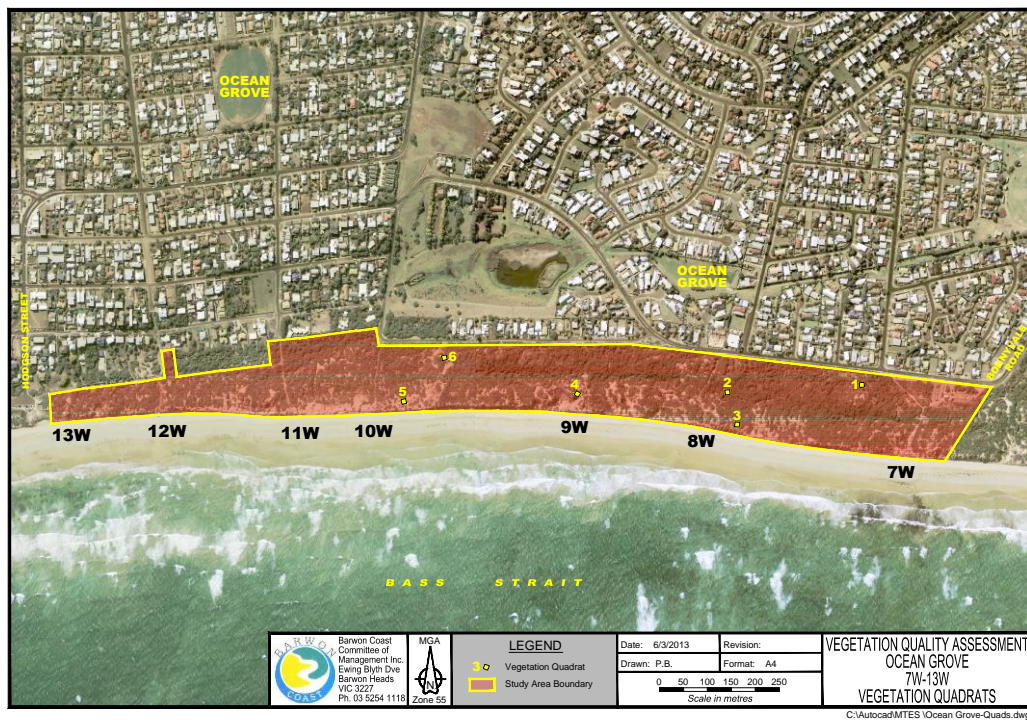 OCEAN
GROVE
OCEAN
GROVE
HODGSON STREET
BONNYVALE
ROAD
6
1
2
4
5
3
13W
12W
11W
10W
9W
8W
7W
BASS STRAIT
BARWON
COAST
Barwon Coast
Committee of
Management Inc.
Ewing Blyth Dve
Barwon Heads
VIC 3227
Ph. 03 5254 1118
MGA
N
Zone 55
LEGEND
3 Vegetation Quadrat
Study Area Boundary
Date: 6/3/2013
Revision:
Drawn: P.B.
Format: A4
0 50 100 150 200 250
Scale in metres
VEGETATION QUALITY ASSESSMENT
OCEAN GROVE
7W-13W
VEGETATION QUADRATS
C:\Autocad\MTES \Ocean Grove-Quads.dwg